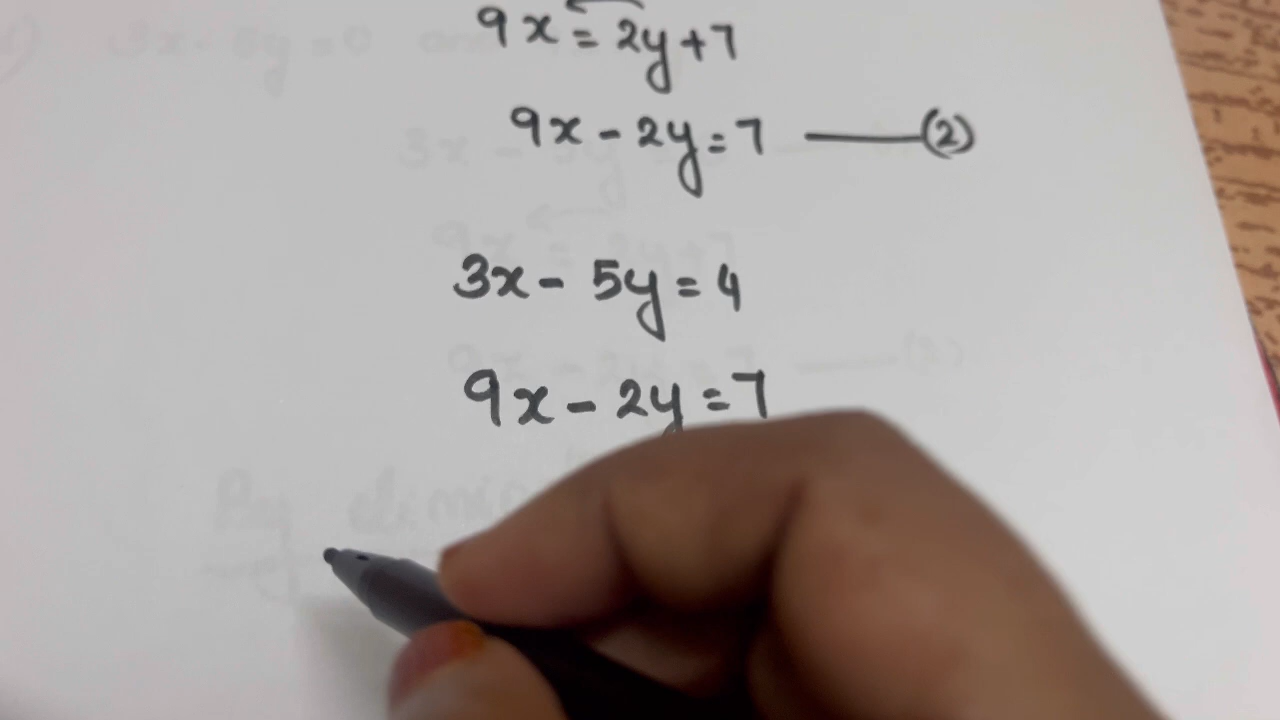 9x = 2y + 7
9x - 2y = 7 —— (2)
3x - 5y = 4
9x - 2y = 7